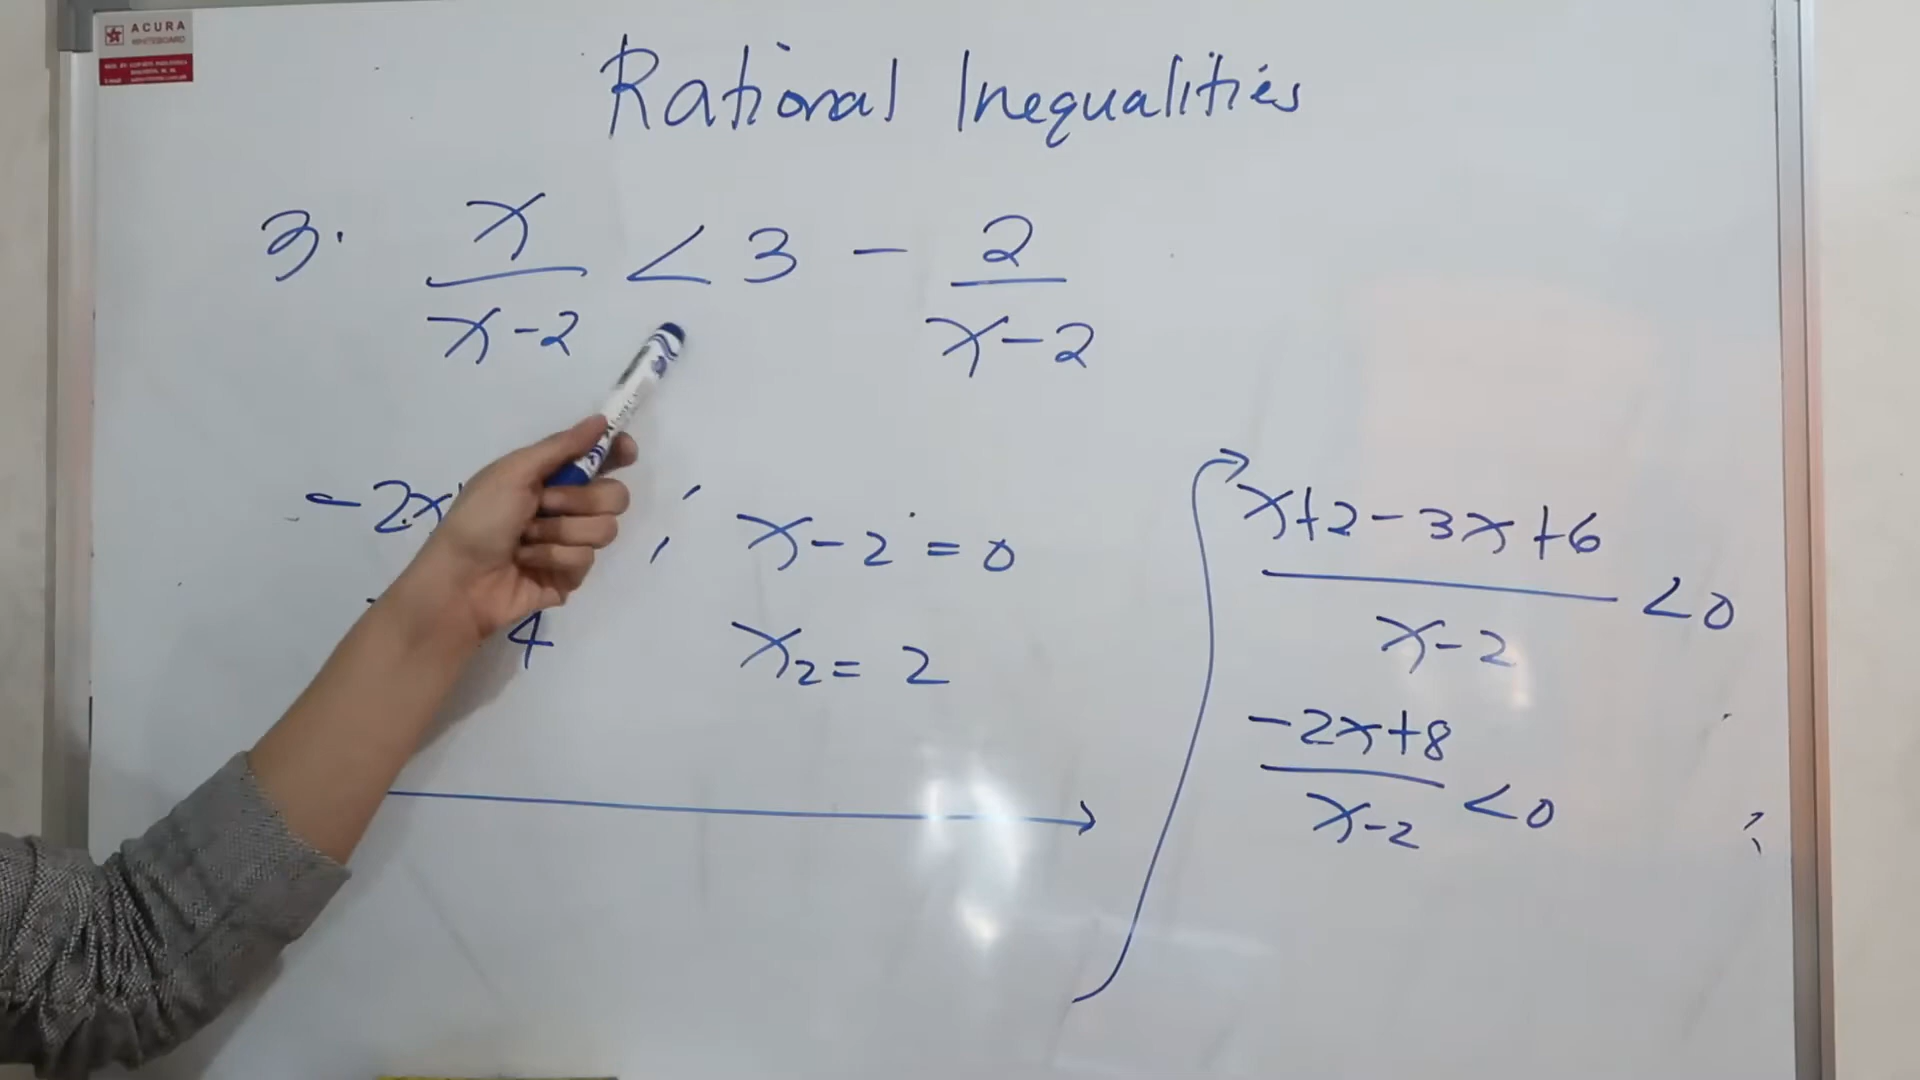 ACURA
WHITEBOARD
Rational Inequalities
3. x/(x-2) < 3 - 2/(x-2)
-2x ; x-2 = 0
4 x₂ = 2
(x+2-3x+6)/(x-2) <0
(-2x+8)/(x-2) <0